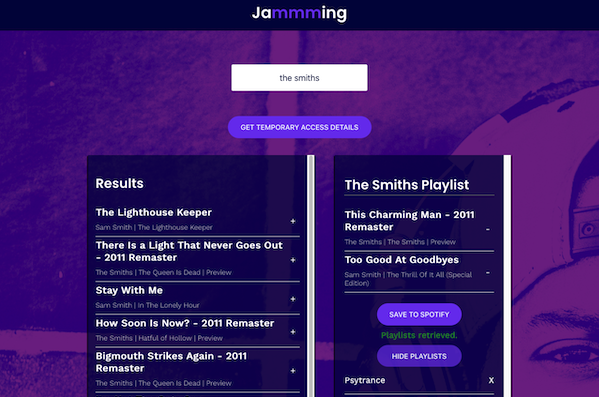 Jammming
the smiths
GET TEMPORARY ACCESS DETAILS
Results
The Lighthouse Keeper
+
Sam Smith | The Lighthouse Keeper
There Is a Light That Never Goes Out
- 2011 Remaster
+
The Smiths | The Queen Is Dead | Preview
Stay With Me
+
Sam Smith | In The Lonely Hour
How Soon Is Now? - 2011 Remaster
+
The Smiths | Hatful of Hollow | Preview
Bigmouth Strikes Again - 2011
Remaster
+
The Smiths | The Queen Is Dead | Preview
The Smiths Playlist
This Charming Man - 2011
Remaster
-
The Smiths | The Smiths | Preview
Too Good At Goodbyes
-
Sam Smith | The Thrill Of It All (Special
Edition)
SAVE TO SPOTIFY
Playlists retrieved.
HIDE PLAYLISTS
Psytrance X